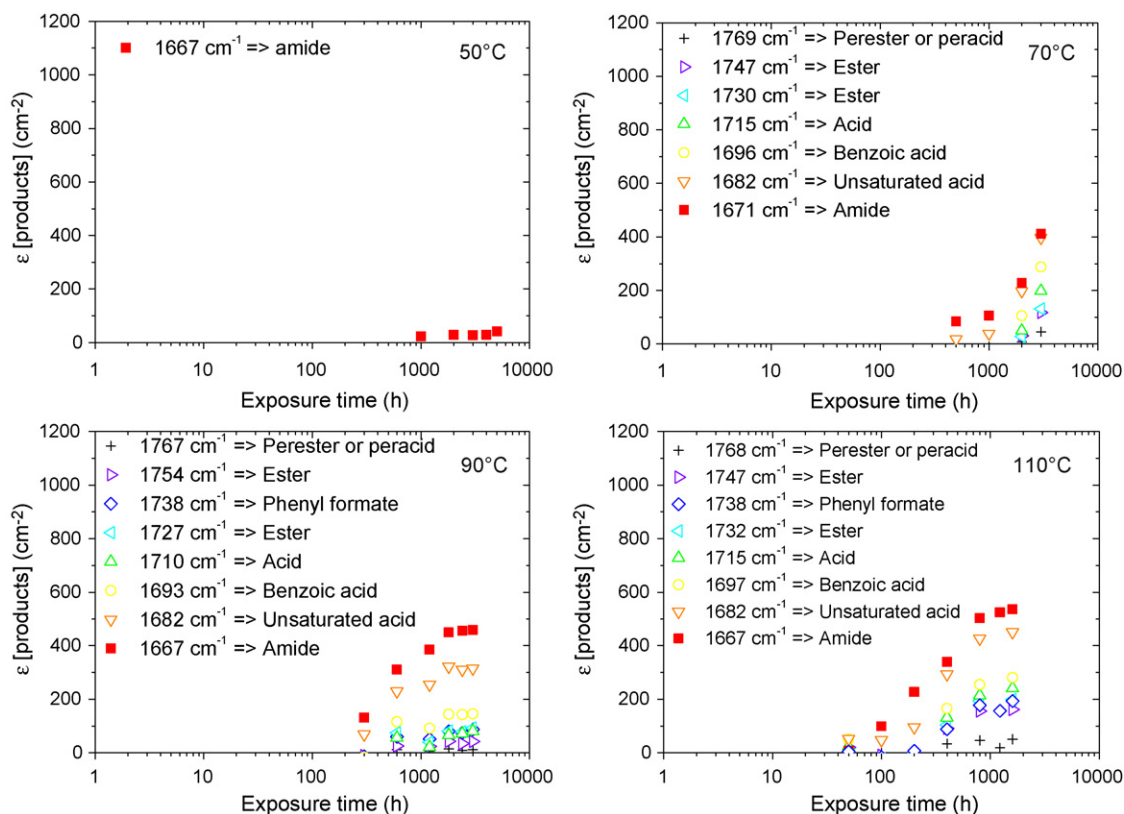 1200
1000
800
600
400
200
0
ε [products] (cm-2)
1667 cm-1 => amide
50°C
1
10
100
1000
10000
Exposure time (h)
1200
1000
800
600
400
200
0
ε [products] (cm-2)
1769 cm-1 => Perester or peracid
70°C
1747 cm-1 => Ester
1730 cm-1 => Ester
1715 cm-1 => Acid
1696 cm-1 => Benzoic acid
1682 cm-1 => Unsaturated acid
1671 cm-1 => Amide
1
10
100
1000
10000
Exposure time (h)
1200
1000
800
600
400
200
0
ε [products] (cm-2)
1767 cm-1 => Perester or peracid
90°C
1754 cm-1 => Ester
1738 cm-1 => Phenyl formate
1727 cm-1 => Ester
1710 cm-1 => Acid
1693 cm-1 => Benzoic acid
1682 cm-1 => Unsaturated acid
1667 cm-1 => Amide
1
10
100
1000
10000
Exposure time (h)
1200
1000
800
600
400
200
0
ε [products] (cm-2)
1768 cm-1 => Perester or peracid
110°C
1747 cm-1 => Ester
1738 cm-1 => Phenyl formate
1732 cm-1 => Ester
1715 cm-1 => Acid
1697 cm-1 => Benzoic acid
1682 cm-1 => Unsaturated acid
1667 cm-1 => Amide
1
10
100
1000
10000
Exposure time (h)